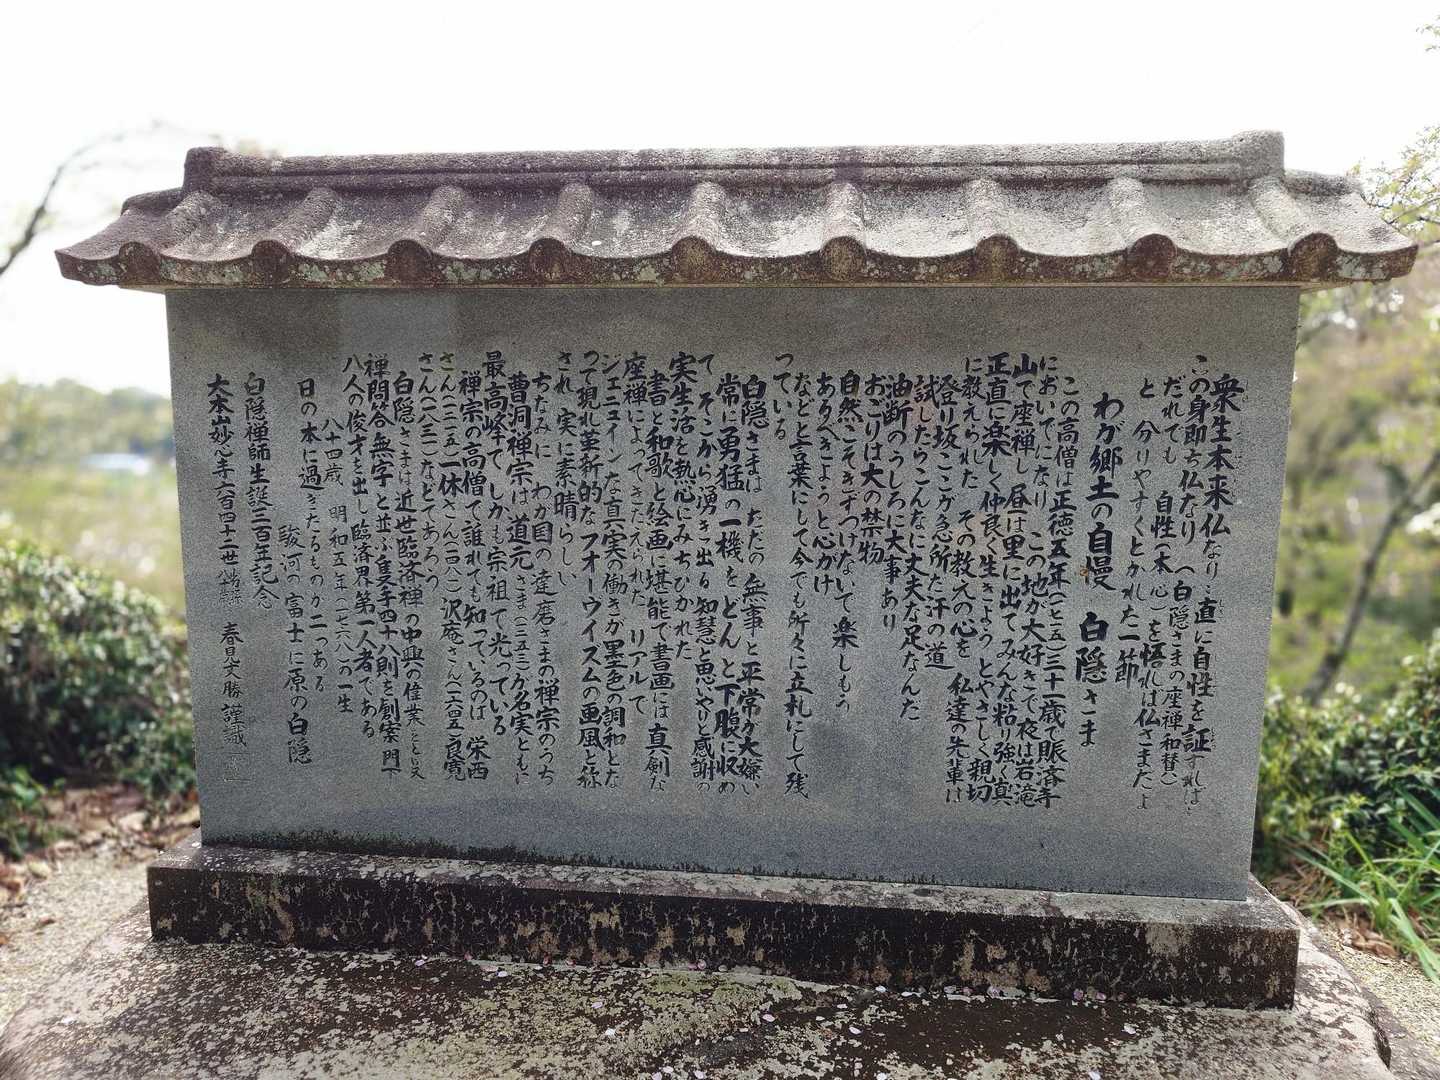 衆生本来仏なり 直に自性を証すれば
この身即ち仏なり （白隠さまの座禅和賛）
だれても 自性（本心）を悟れば仏さまだよ
と 分りやすくとかれた一節
わが郷土の自慢 白隠さま
この高僧は正徳五年（一七一五）三十一歳で賑済寺
においでになり この地が大好きで 夜は岩滝
山で座禅し 昼は里に出て みんな粘り強く真
正直に楽しく仲良く生きよう とやさしく親切
に教えられた その教えの心を 私達の先輩は
登り坂 ここが急所だ 汗の道
試したらこんなに丈夫な足なんだ
油断のうしろに大事あり
おごりは大の禁物
自然こそきずつけないで楽しもう
あるべきようと心がけ
などと言葉にして今でも所々に立札にして残
っている
白隠さまは ただの無事と平常が大嫌い
常に勇猛の一機をどんと下腹に収め
て そこから湧き出る知慧と思いやりと感謝の
実生活を熱心にみちびかれた
書と和歌と絵画に堪能で書画には真剣な
座禅によってきたえられた リアルで
ジェニュインな真実の働きが墨色の調和とな
って現れ革新的なフオーウイスムの画風と称
され 実に素晴らしい
ちなみに わが国の達磨さまの禅宗のうち
曹洞禅宗は 道元さま（一二五三）が名実ともに
最高峰で しかも宗祖で光っている
禅宗の高僧で誰れでも知っているのは 栄西
さん（一二一五）一休さん（一四八一）沢庵さん（一六四五）良寛
さん（一八三一）などであろう
白隠さまは近世臨済禅の中興の偉業をとげ又
禅問答 無字と並ぶ隻手四十八則を創案 門下
八人の俊才を出し臨済界第一人者である
八十四歳 明和五年（一七六八）の一生
日の本に過ぎたるものが二つある
駿河の富士に原の白隠
白隠禅師生誕三百年記念
大本山妙心寺六百四十二世 春見文勝 謹識